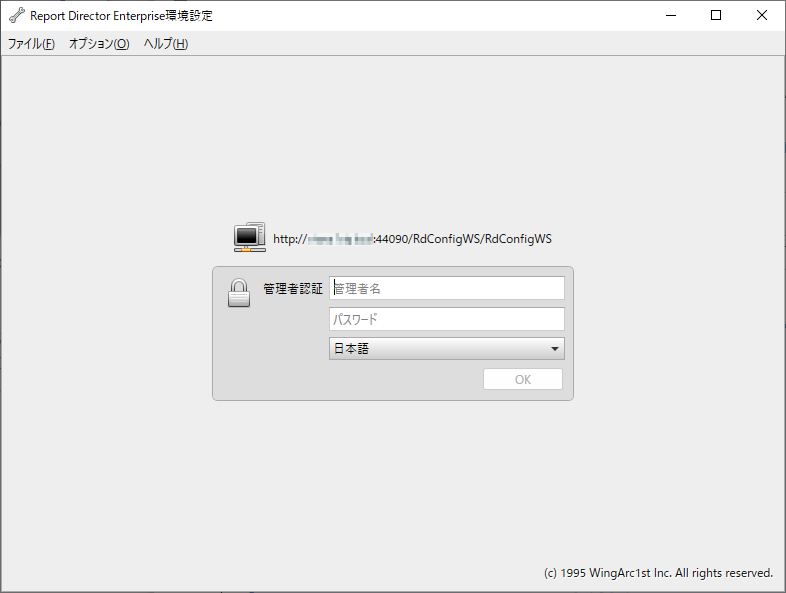 Report Director Enterprise環境設定
ファイル(F) オプション(O) ヘルプ(H)
http:// :44090/RdConfigWS/RdConfigWS
管理者認証 管理者名
パスワード
日本語
OK
(c) 1995 WingArc1st Inc. All rights reserved.